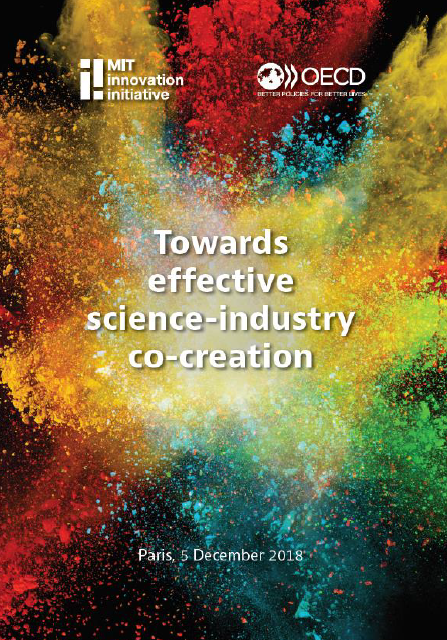 MIT
innovation
initiative
OECD
BETTER POLICIES FOR BETTER LIVES
Towards
effective
science-industry
co-creation
Paris, 5 December 2018